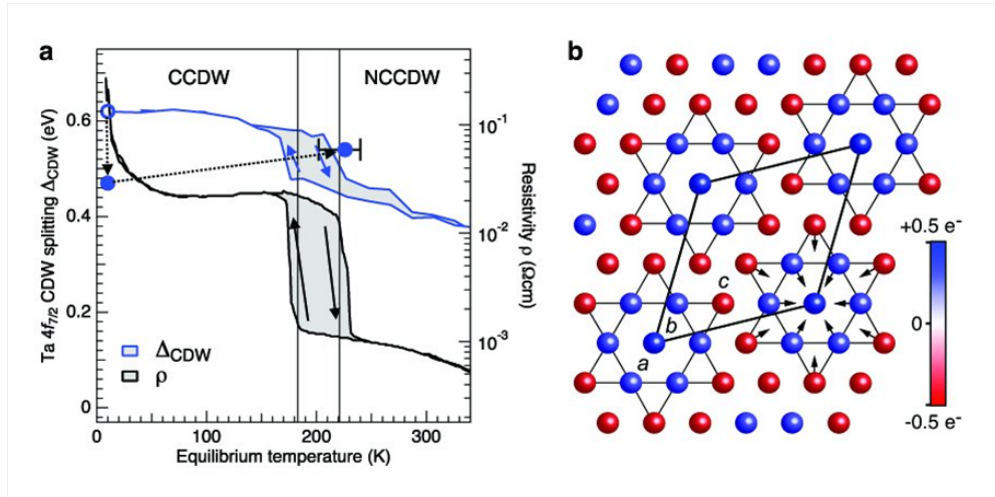 a
CCDW
NCCDW
Ta 4f7/2 CDW splitting ΔCDW (eV)
0.6
0.4
0.2
0
10⁻¹
10⁻²
10⁻³
Resistivity ρ (Ωcm)
ΔCDW
ρ
0
100
200
300
Equilibrium temperature (K)
b
c
b
a
+0.5 e⁻
0
-0.5 e⁻